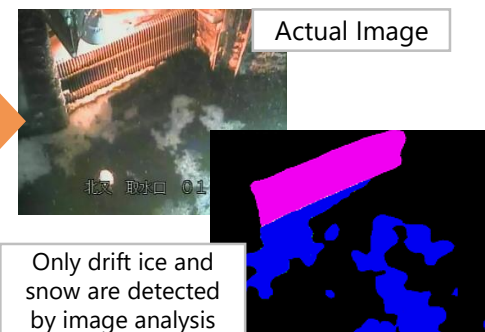 Actual Image
北又 取水口 01
Only drift ice and
snow are detected
by image analysis